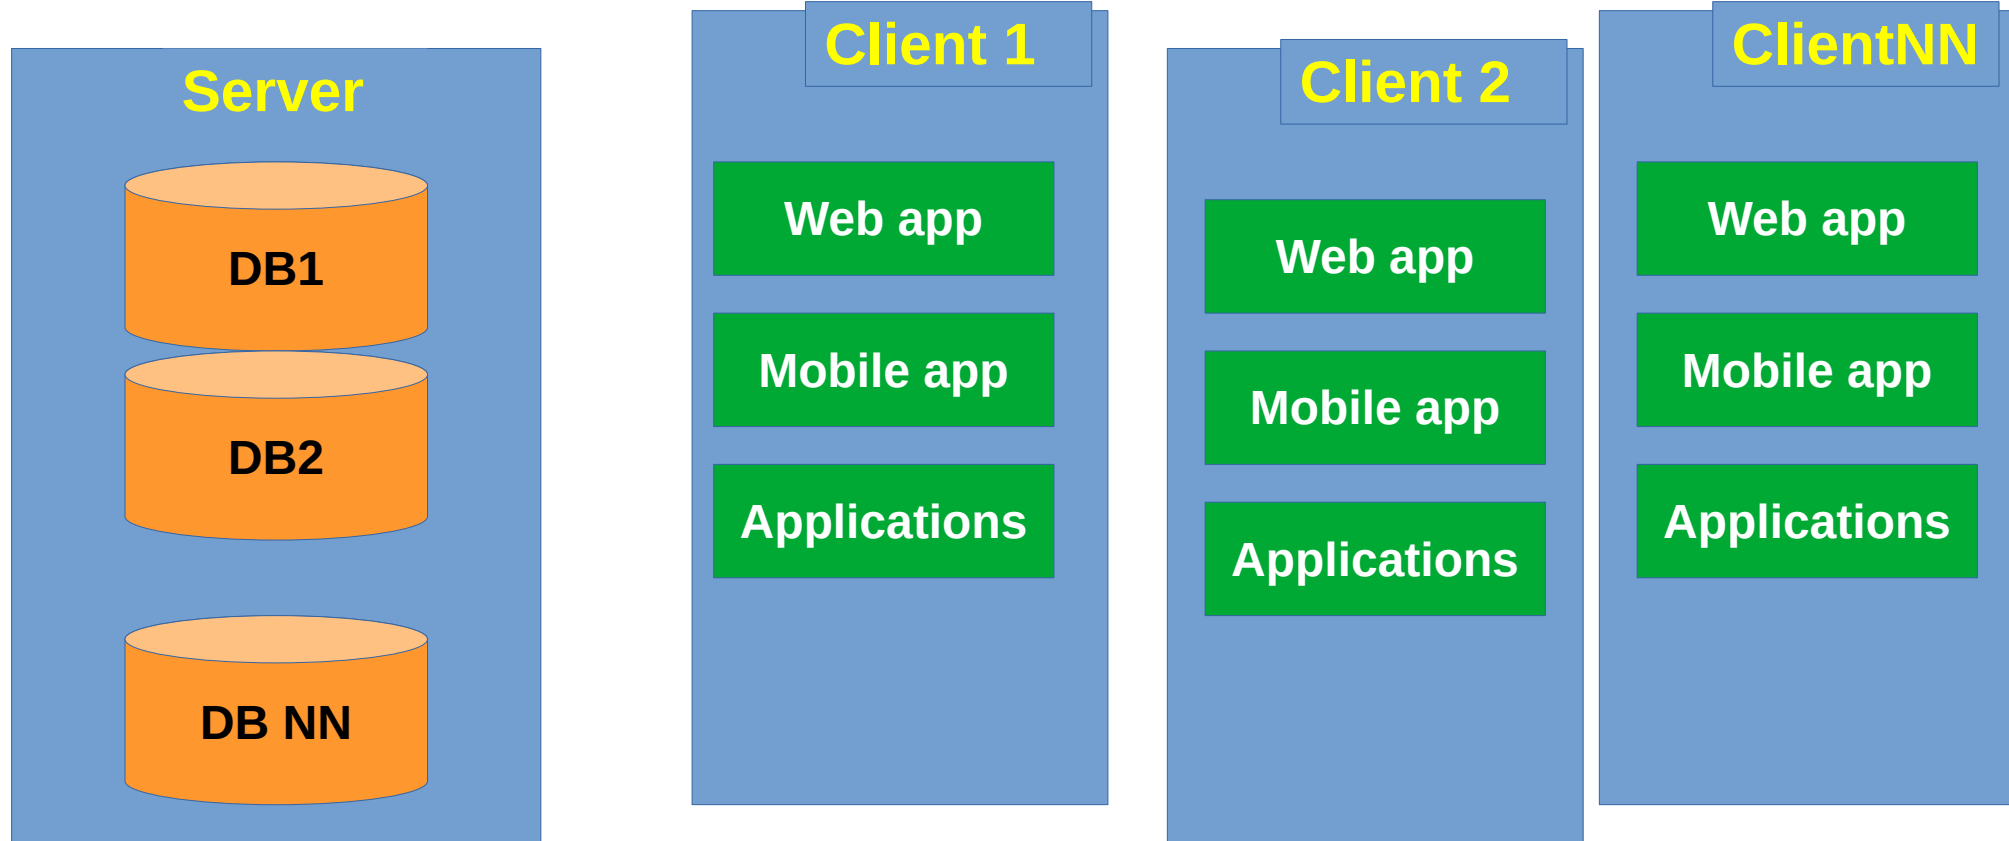 Server
DB1
DB2
DB NN
Client 1
Web app
Mobile app
Applications
Client 2
Web app
Mobile app
Applications
ClientNN
Web app
Mobile app
Applications